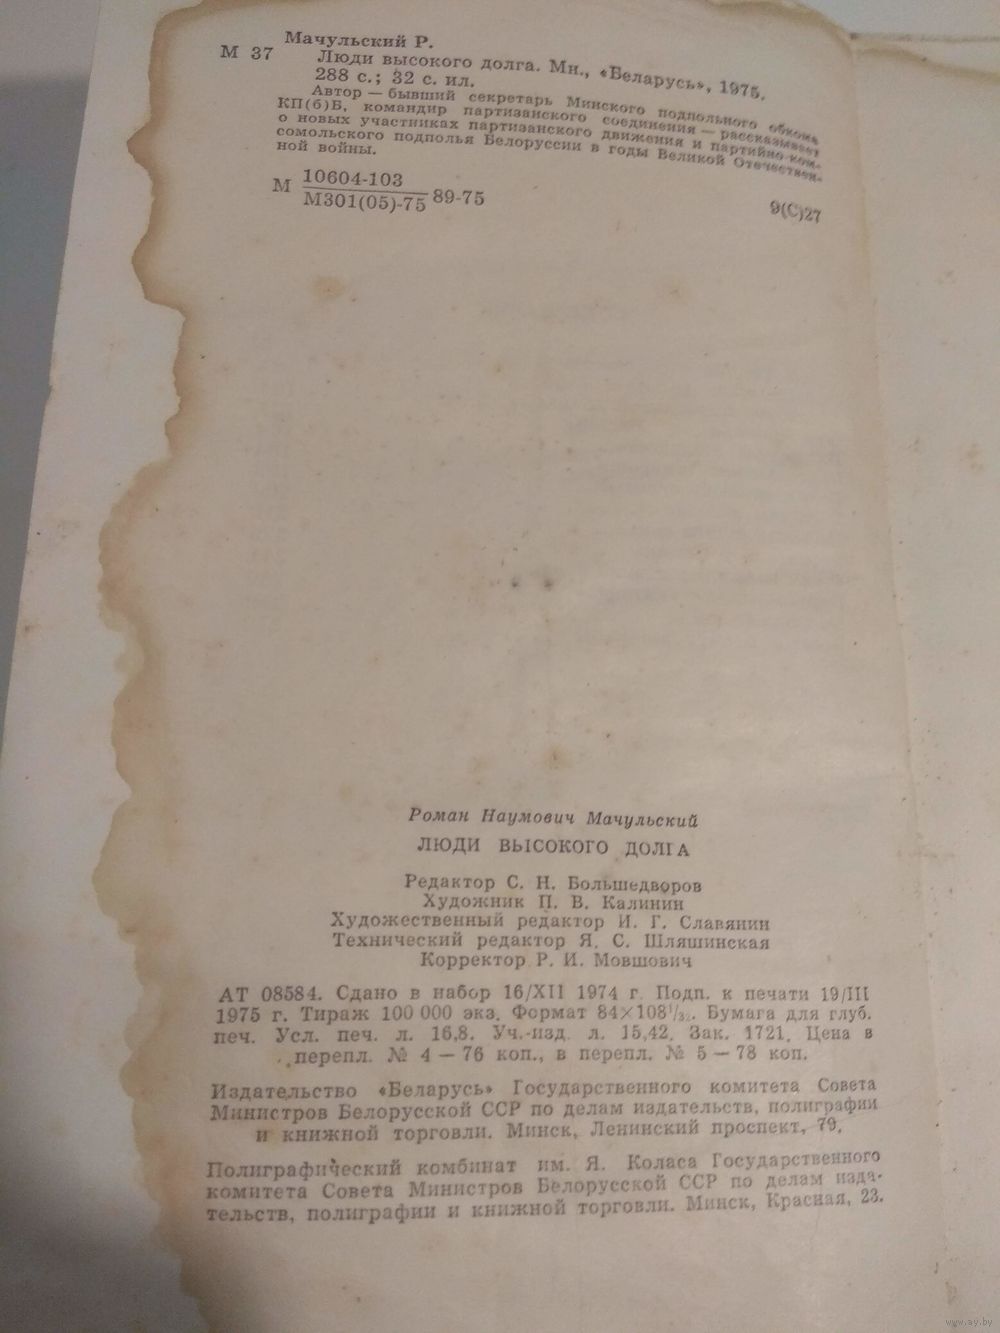 Мачульский Р.
М 37
Люди высокого долга. Мн., «Беларусь», 1975.
288 с.; 32 с. ил.
Автор — бывший секретарь Минского подпольного обкома
КП(б)Б, командир партизанского соединения — рассказывает
о новых участниках партизанского движения и партийно-ком-
сомольского подполья Белоруссии в годы Великой Отечествен-
ной войны.
М 10604-103
М301(05)-75 89-75
9(С)27
Роман Наумович Мачульский
ЛЮДИ ВЫСОКОГО ДОЛГА
Редактор С. Н. Большедворов
Художник П. В. Калинин
Художественный редактор И. Г. Славянин
Технический редактор Я. С. Шляшинская
Корректор Р. И. Мовшович
АТ 08584. Сдано в набор 16/XII 1974 г. Подп. к печати 19/III
1975 г. Тираж 100 000 экз. Формат 84×108¹/₃₂. Бумага для глуб.
печ. Усл. печ. л. 16,8. Уч.-изд. л. 15,42. Зак. 1721. Цена в
перепл. № 4 — 76 коп., в перепл. № 5 — 78 коп.
Издательство «Беларусь» Государственного комитета Совета
Министров Белорусской ССР по делам издательств, полиграфии
и книжной торговли. Минск, Ленинский проспект, 79.
Полиграфический комбинат им. Я. Коласа Государственного
комитета Совета Министров Белорусской ССР по делам изда-
тельств, полиграфии и книжной торговли. Минск, Красная, 23.
www.ay.by